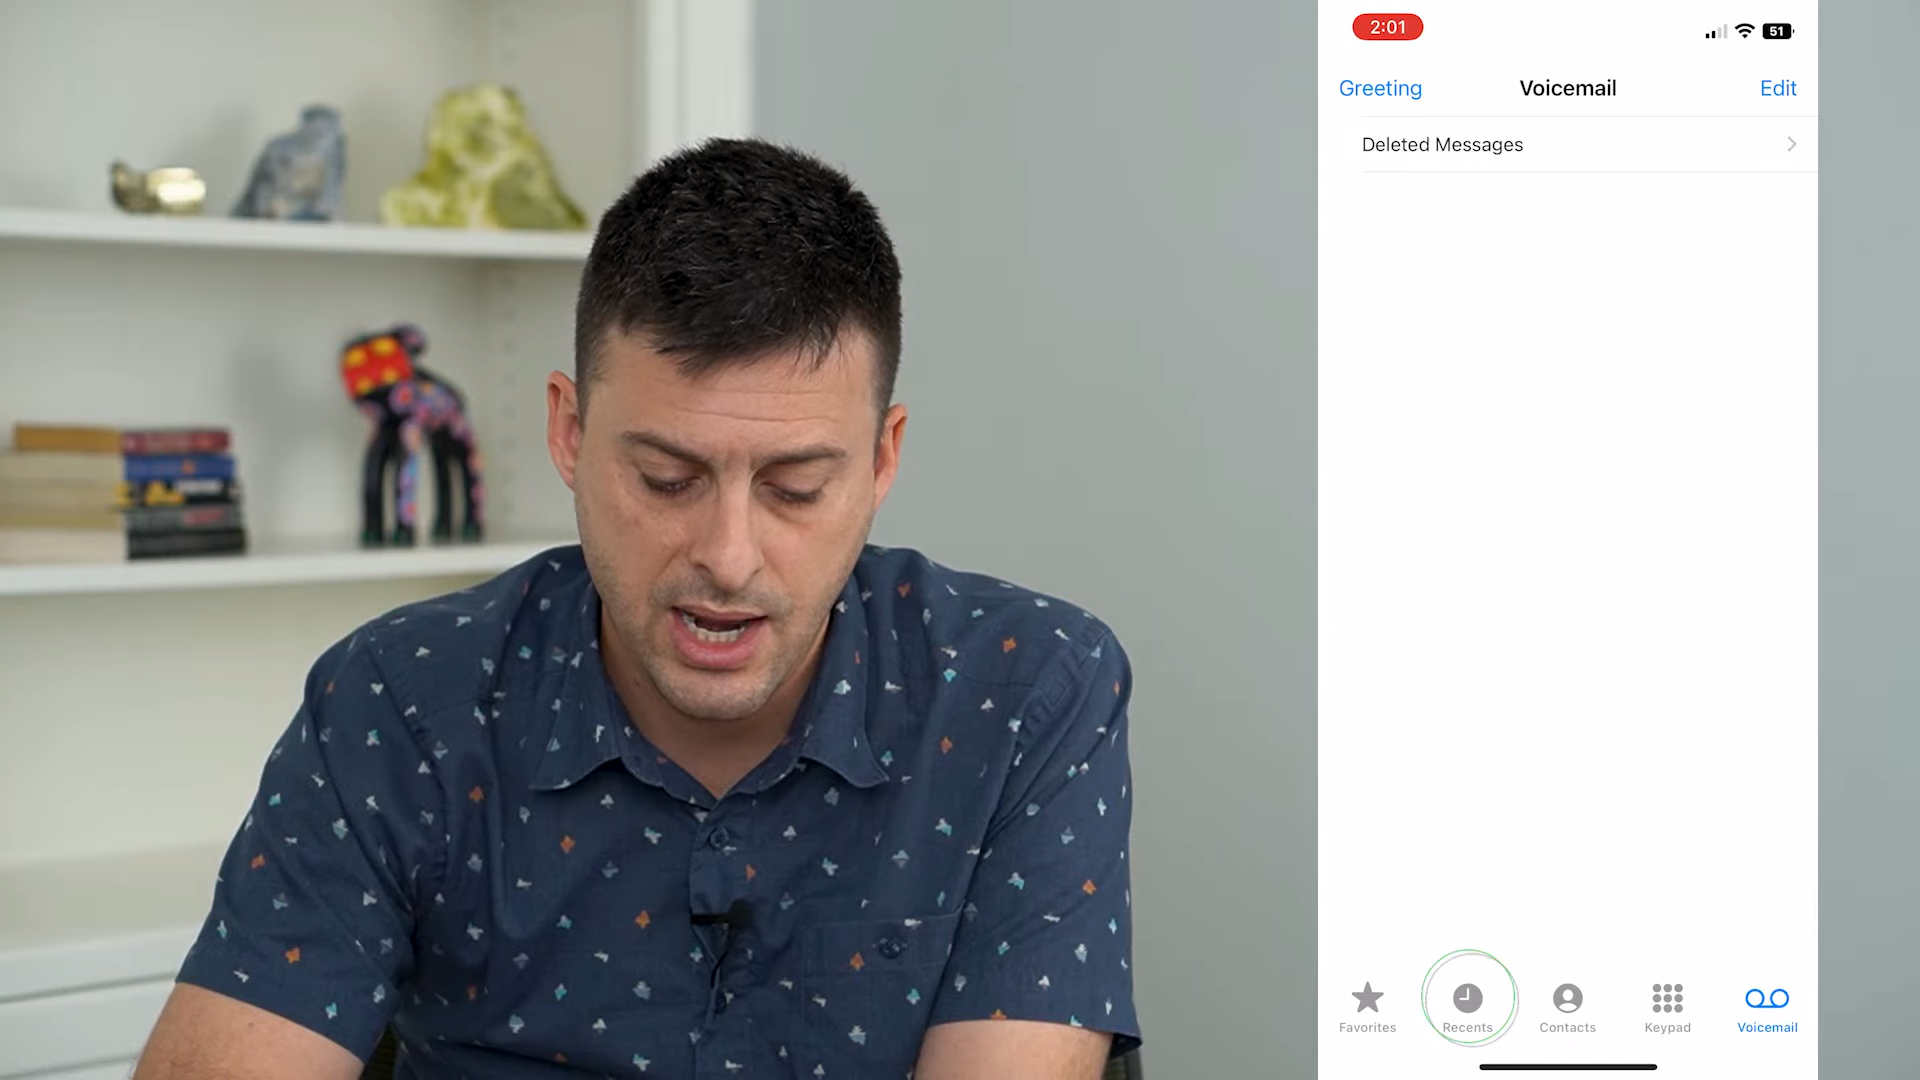 2:01
51
Greeting
Voicemail
Edit
Deleted Messages
Favorites
Recents
Contacts
Keypad
Voicemail